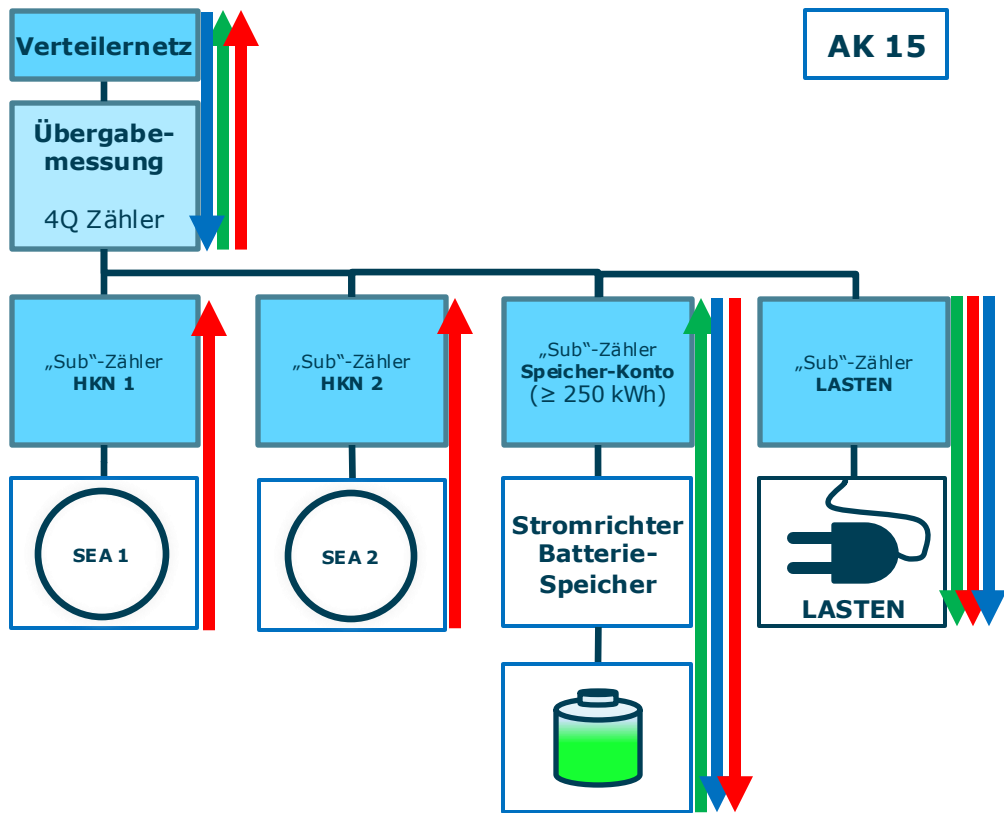 Verteilernetz
AK 15
Übergabe-
messung
4Q Zähler
„Sub“-Zähler
HKN 1
„Sub“-Zähler
HKN 2
„Sub“-Zähler
Speicher-Konto
(≥ 250 kWh)
„Sub“-Zähler
LASTEN
SEA 1
SEA 2
Stromrichter
Batterie-
Speicher
LASTEN